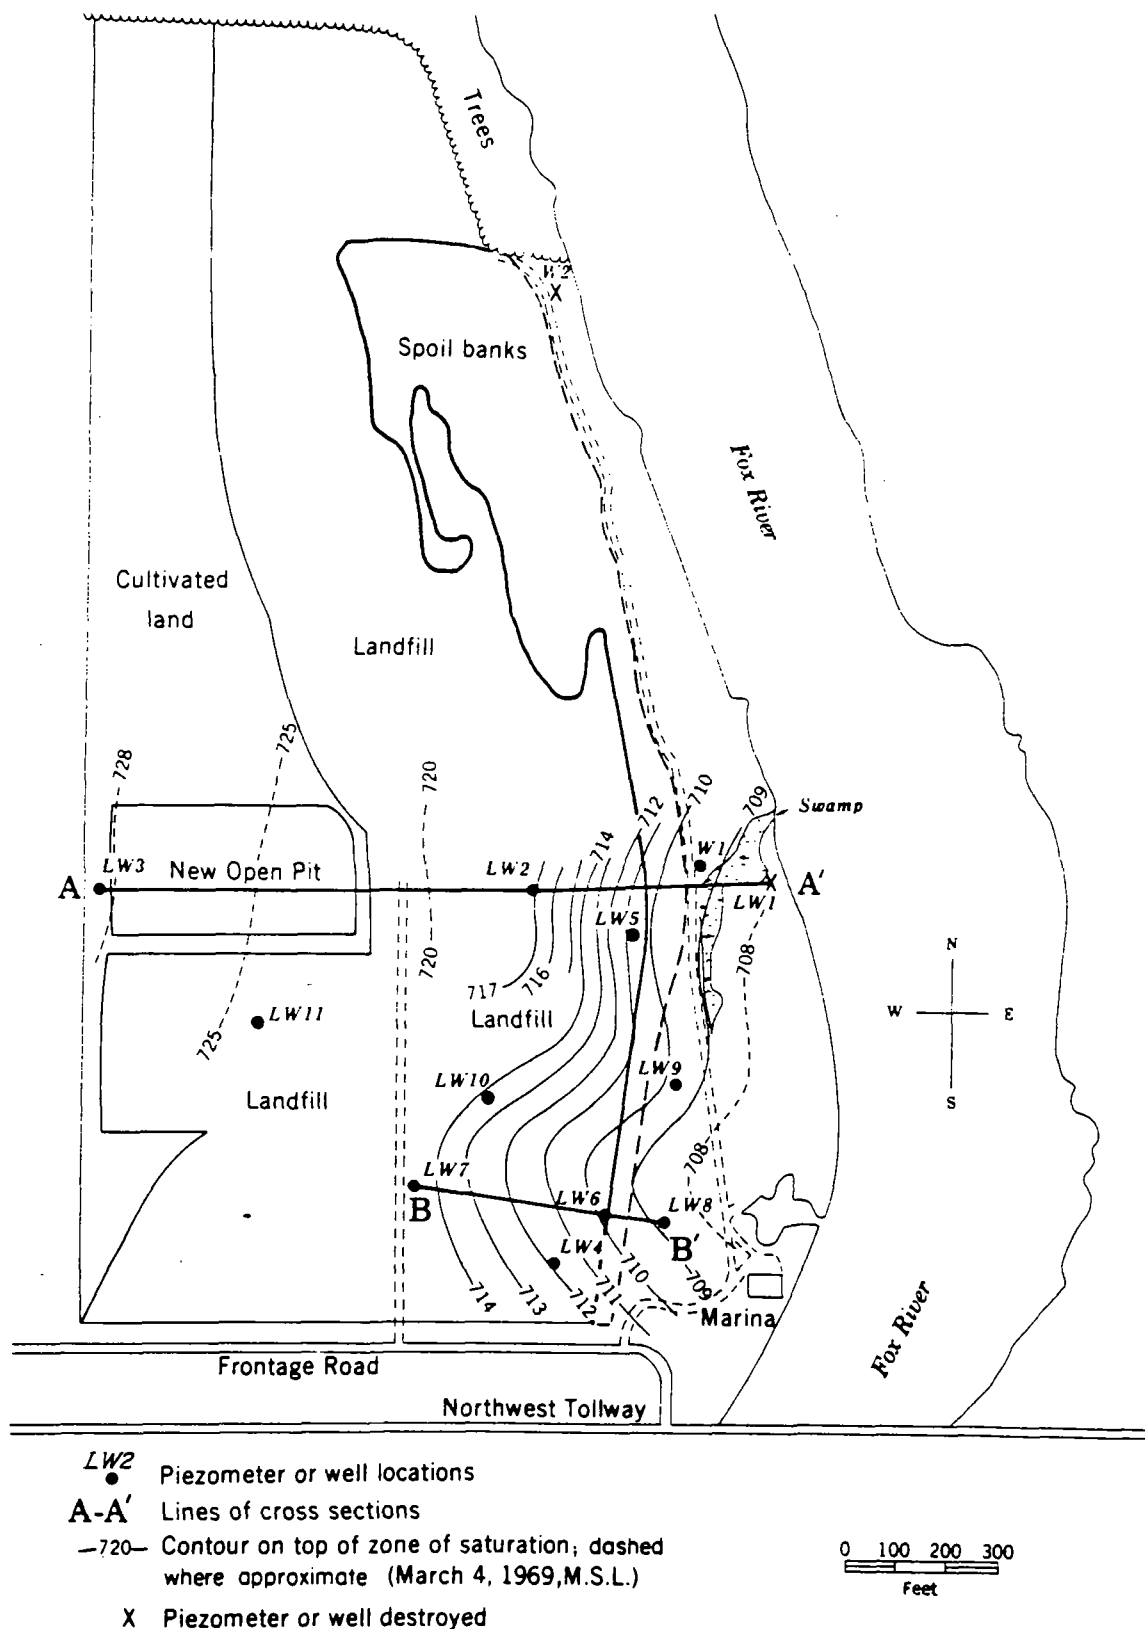 Trees
W2
X
Spoil banks
Fox River
Cultivated
land
Landfill
728
725
720
714
712
710
709
Swamp
W1
A
LW3
New Open Pit
LW2
A'
X
LW1
LW5
720
717
716
708
Landfill
N
W
E
S
LW11
725
LW10
LW9
Landfill
708
LW7
B
LW6
LW8
B'
LW4
714
713
712
711
710
709
Marina
Fox River
Frontage Road
Northwest Tollway
LW2
Piezometer or well locations
A-A' Lines of cross sections
—720— Contour on top of zone of saturation; dashed
where approximate (March 4, 1969, M.S.L.)
X Piezometer or well destroyed
0 100 200 300
Feet